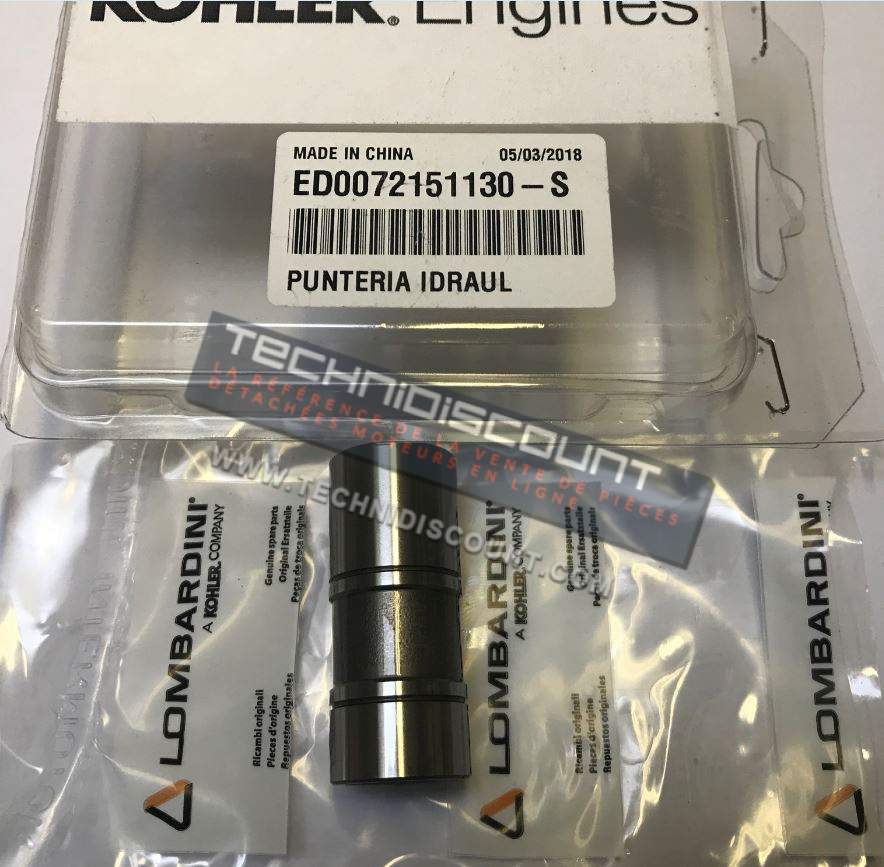 KOHLER® Engines
MADE IN CHINA 05/03/2018
ED0072151130-S
PUNTERIA IDRAUL
TECHNIDISCOUNT
LA RÉFÉRENCE DE LA VENTE DE PIÈCES
DÉTACHÉES MOTEURS EN LIGNE
WWW.TECHNIDISCOUNT.COM
LOMBARDINI®
A KOHLER COMPANY
Genuine spare parts
Original Ersatzteile
Peças de troca originais
Ricambi originali
Pieces d'origine
Repuestos originales
LOMBARDINI®
A KOHLER COMPANY
Genuine spare parts
Original Ersatzteile
Peças de troca originais
Ricambi originali
Pieces d'origine
Repuestos originales
LOMBARDINI®